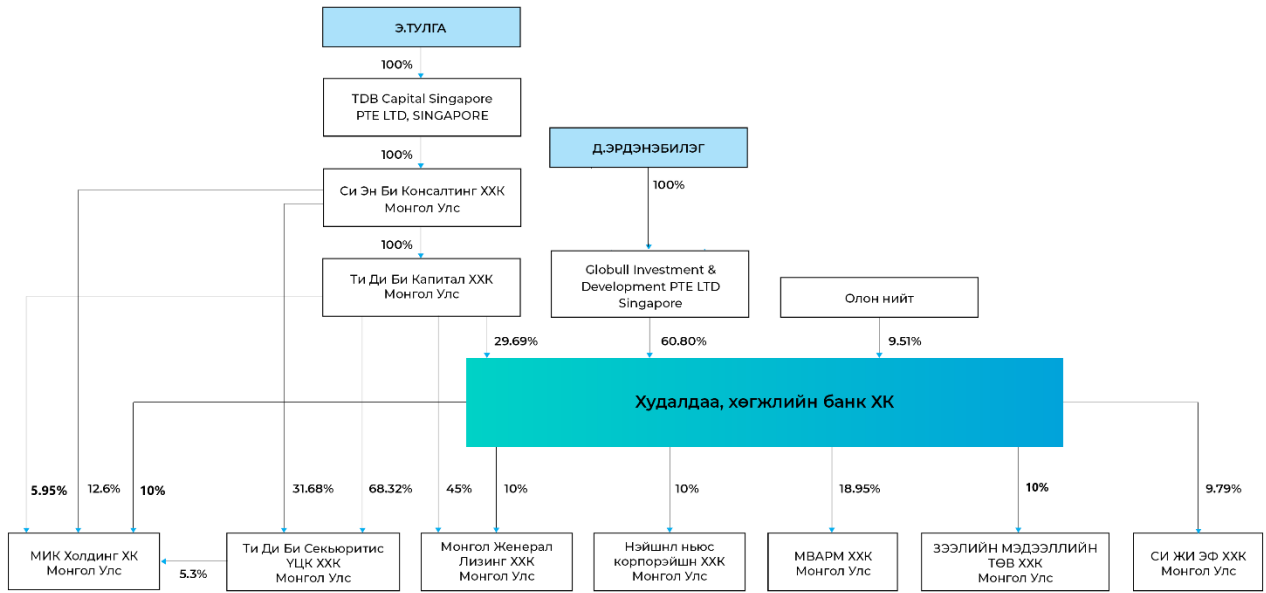 Э.ТУЛГА
100%
TDB Capital Singapore
PTE LTD, SINGAPORE
100%
Д.ЭРДЭНЭБИЛЭГ
100%
Си Эн Би Консалтинг ХХК
Монгол Улс
100%
Ти Ди Би Капитал ХХК
Монгол Улс
Globull Investment &
Development PTE LTD
Singapore
Олон нийт
29.69%
60.80%
9.51%
Худалдаа, хөгжлийн банк ХК
5.95%
12.6%
10%
31.68%
68.32%
45%
10%
10%
18.95%
10%
9.79%
МИК Холдинг ХК
Монгол Улс
5.3%
Ти Ди Би Секьюритис
ҮЦК ХХК
Монгол Улс
Монгол Женерал
Лизинг ХХК
Монгол Улс
Нэйшнл ньюс
корпорэйшн ХХК
Монгол Улс
МВАРМ ХХК
Монгол Улс
ЗЭЭЛИЙН МЭДЭЭЛЛИЙН
ТӨВ ХХК
Монгол Улс
СИ ЖИ ЭФ ХХК
Монгол Улс